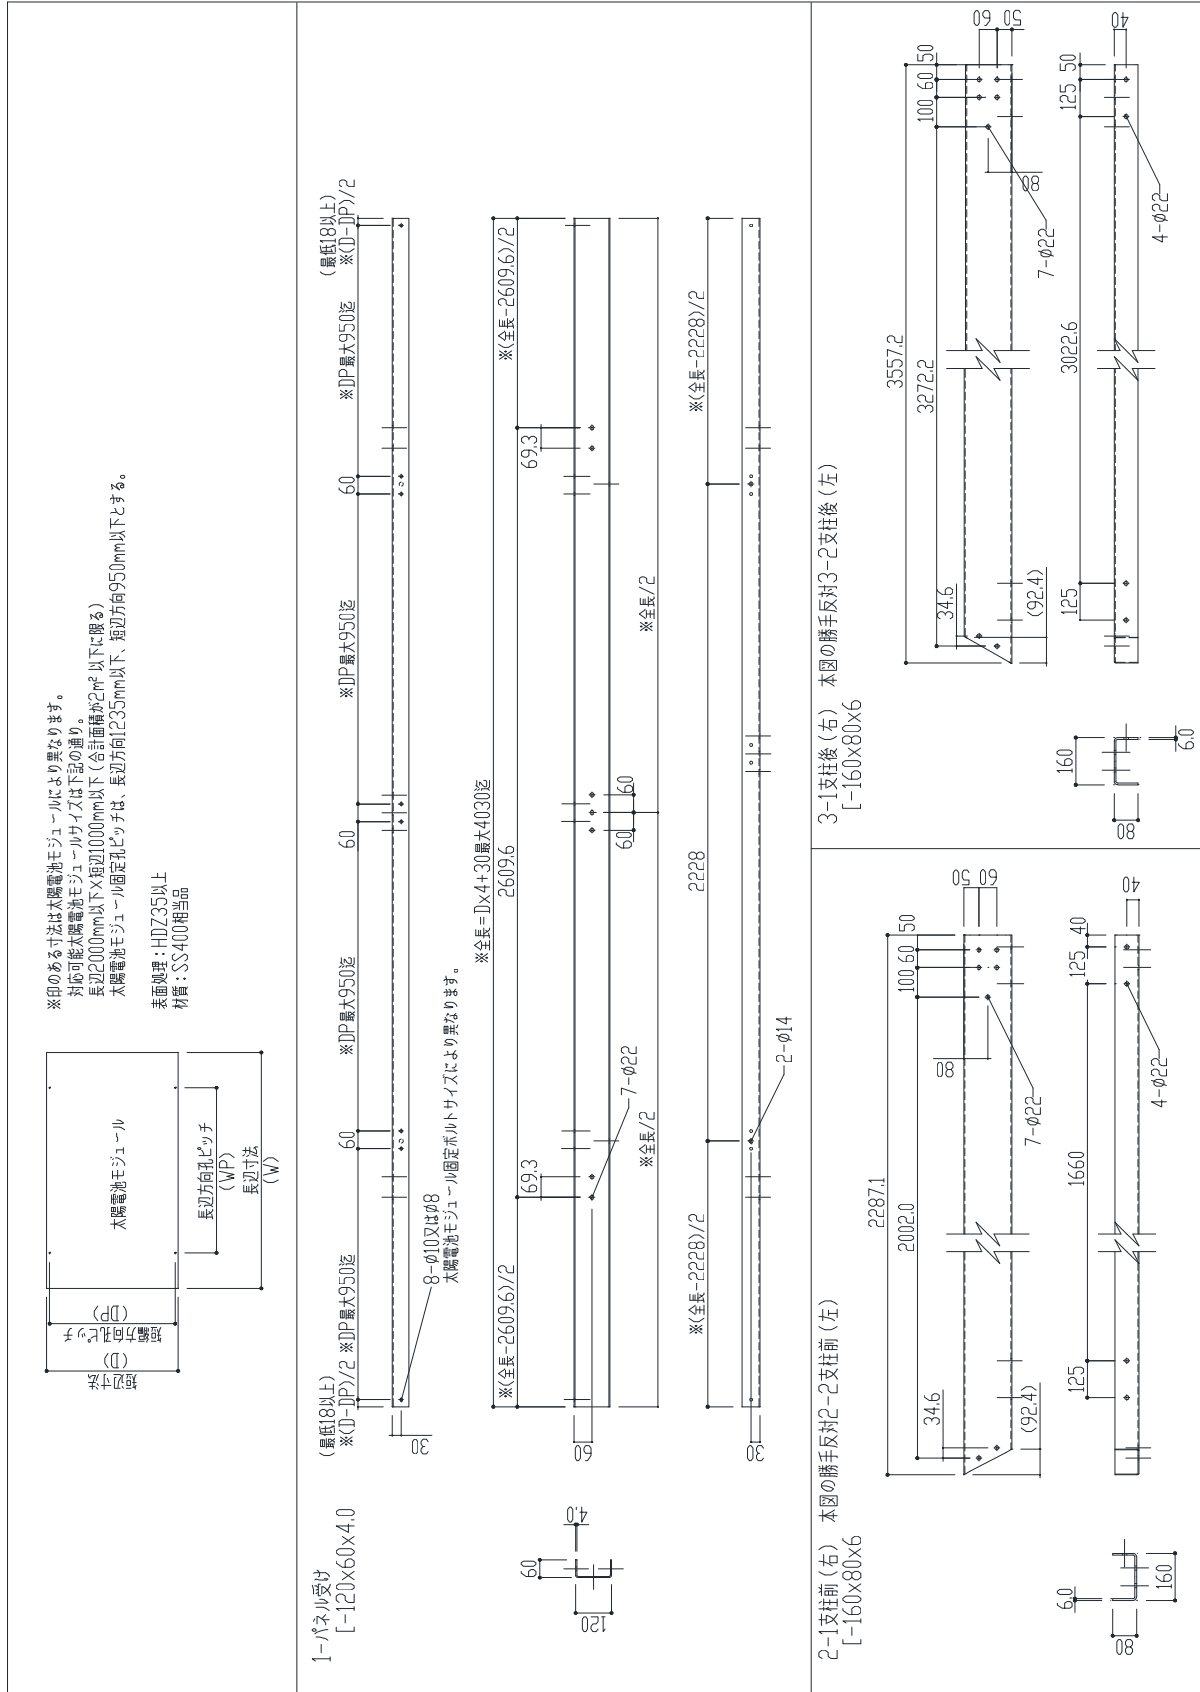 ※印のある寸法は太陽電池モジュールにより異なります。
対応可能太陽電池モジュールサイズは下記の通り。
長辺2000mm以下×短辺1000mm以下(合計面積が2m²以下に限る)
太陽電池モジュール固定孔ピッチは、長辺方向1235mm以下、短辺方向950mm以下とする。
表面処理:HDZ35以上
材質:SS400相当品
太陽電池モジュール
長辺方向孔ピッチ
(WP)
長辺寸法
(W)
短編方向孔ピッチ
(DP)
短辺寸法
(D)
1-パネル受け
[-120x60x4.0
(最低18以上)
※(D-DP)/2
※DP最大950迄
60
※DP最大950迄
60
※DP最大950迄
60
※DP最大950迄
(最低18以上)
※(D-DP)/2
30
8-φ10又はφ8
太陽電池モジュール固定ボルトサイズにより異なります。
※全長=Dx4+30最大4030迄
※(全長-2609.6)/2
2609.6
※(全長-2609.6)/2
69.3
69.3
60
60
60
7-φ22
※全長/2
※全長/2
60
4.0
120
※(全長-2228)/2
2228
※(全長-2228)/2
30
2-φ14
2-1支柱前(右) 本図の勝手反対2-2支柱前(左)
[-160x80x6
2287.1
2002.0
100
60
50
50
60
80
34.6
(92.4)
7-φ22
125
1660
125
40
40
4-φ22
6.0
80
160
3-1支柱後(右) 本図の勝手反対3-2支柱後(左)
[-160x80x6
3557.2
3272.2
100
60
50
60
50
80
34.6
(92.4)
7-φ22
125
3022.6
125
50
40
4-φ22
160
80
6.0